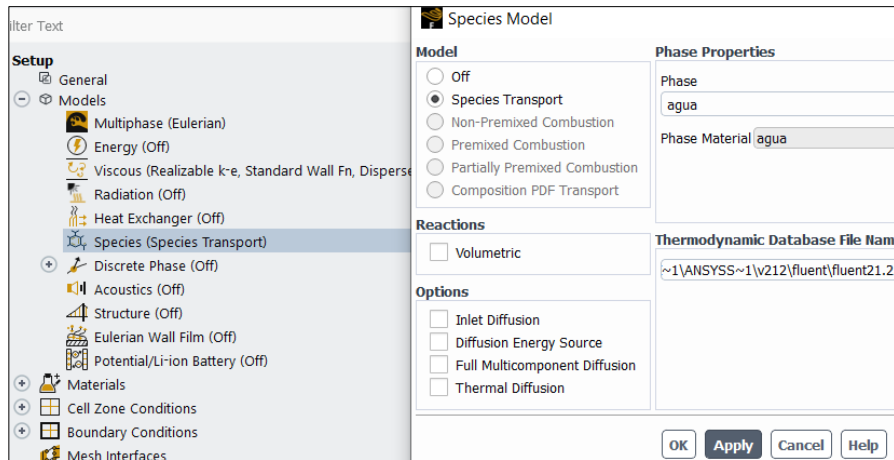 ilter Text
Setup
General
Models
Multiphase (Eulerian)
Energy (Off)
Viscous (Realizable k-e, Standard Wall Fn, Disperse
Radiation (Off)
Heat Exchanger (Off)
Species (Species Transport)
Discrete Phase (Off)
Acoustics (Off)
Structure (Off)
Eulerian Wall Film (Off)
Potential/Li-ion Battery (Off)
Materials
Cell Zone Conditions
Boundary Conditions
Mesh Interfaces
Species Model
Model
Off
Species Transport
Non-Premixed Combustion
Premixed Combustion
Partially Premixed Combustion
Composition PDF Transport
Reactions
Volumetric
Options
Inlet Diffusion
Diffusion Energy Source
Full Multicomponent Diffusion
Thermal Diffusion
Phase Properties
Phase
agua
Phase Material agua
Thermodynamic Database File Nam
~1\ANSYSS~1\v212\fluent\fluent21.2
OK Apply Cancel Help